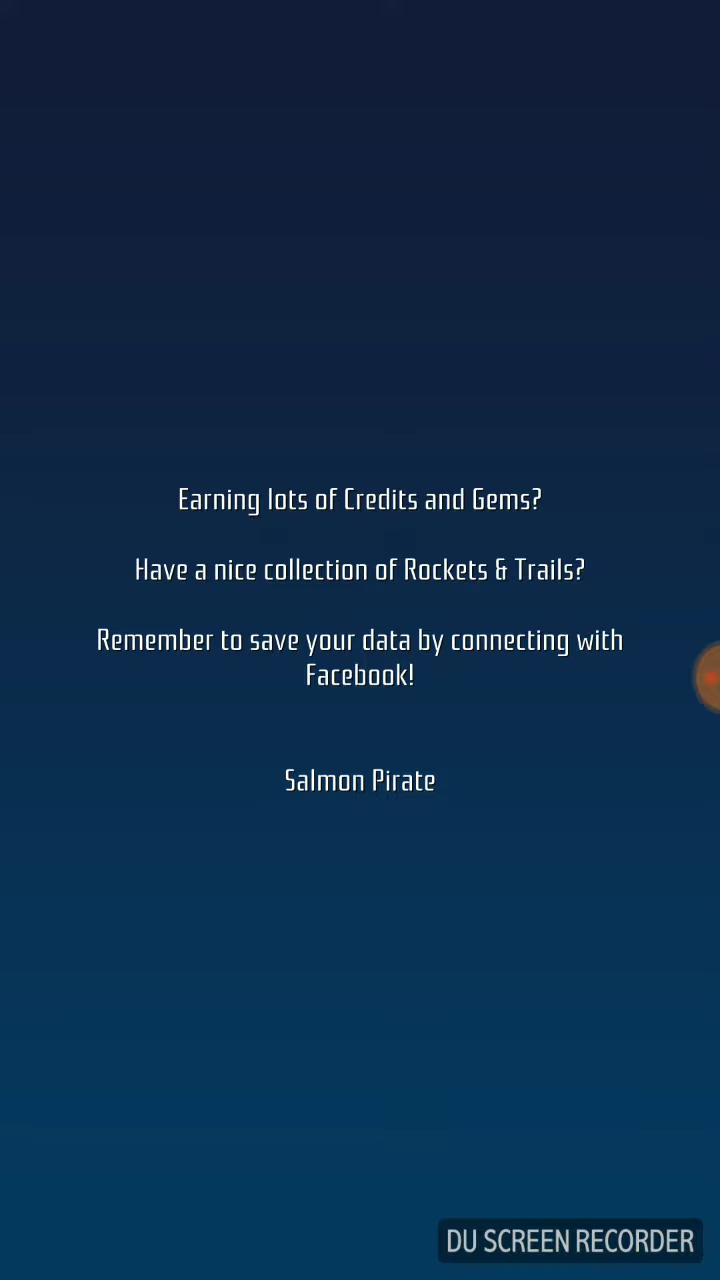 Earning lots of Credits and Gems?
Have a nice collection of Rockets & Trails?
Remember to save your data by connecting with
Facebook!
Salmon Pirate
DU SCREEN RECORDER